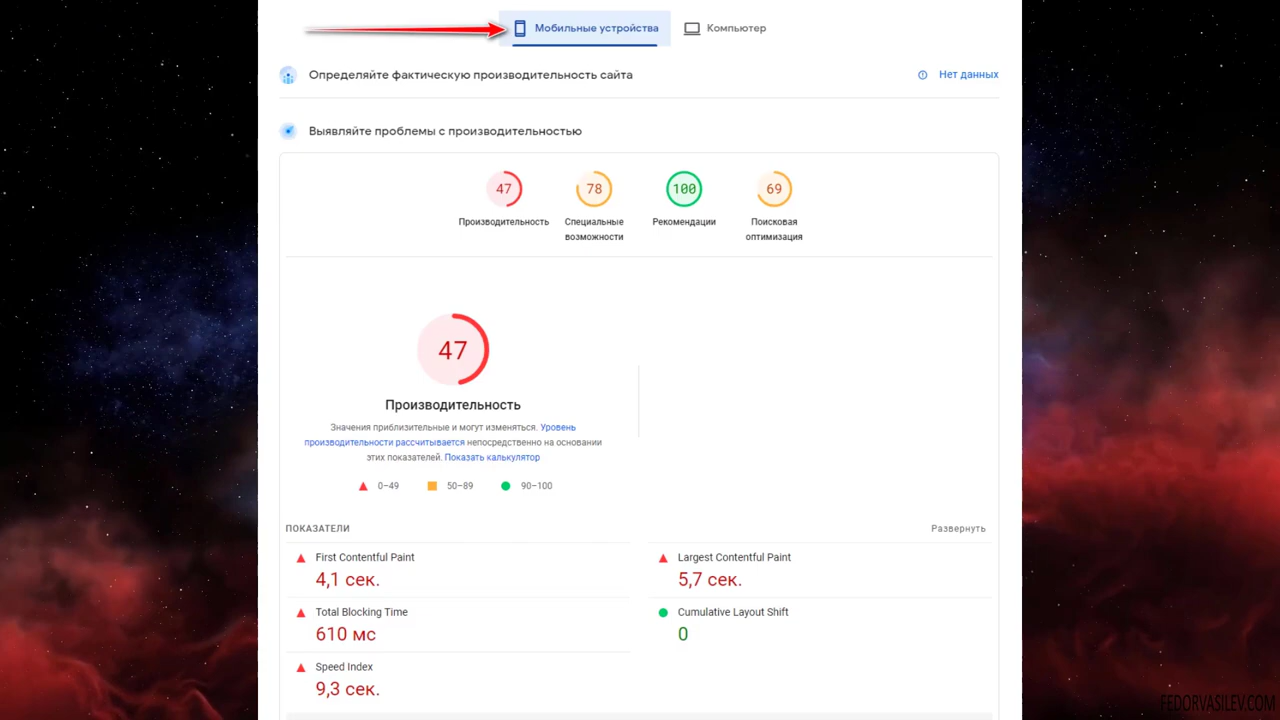 Мобильные устройства
Компьютер
Определяйте фактическую производительность сайта
Нет данных
Выявляйте проблемы с производительностью
47
78
100
69
Производительность
Специальные
возможности
Рекомендации
Поисковая
оптимизация
47
Производительность
Значения приблизительные и могут изменяться. Уровень
производительности рассчитывается непосредственно на основании
этих показателей. Показать калькулятор
0–49
50–89
90–100
ПОКАЗАТЕЛИ
Развернуть
First Contentful Paint
4,1 сек.
Largest Contentful Paint
5,7 сек.
Total Blocking Time
610 мс
Cumulative Layout Shift
0
Speed Index
9,3 сек.
FEDORVASILEV.COM